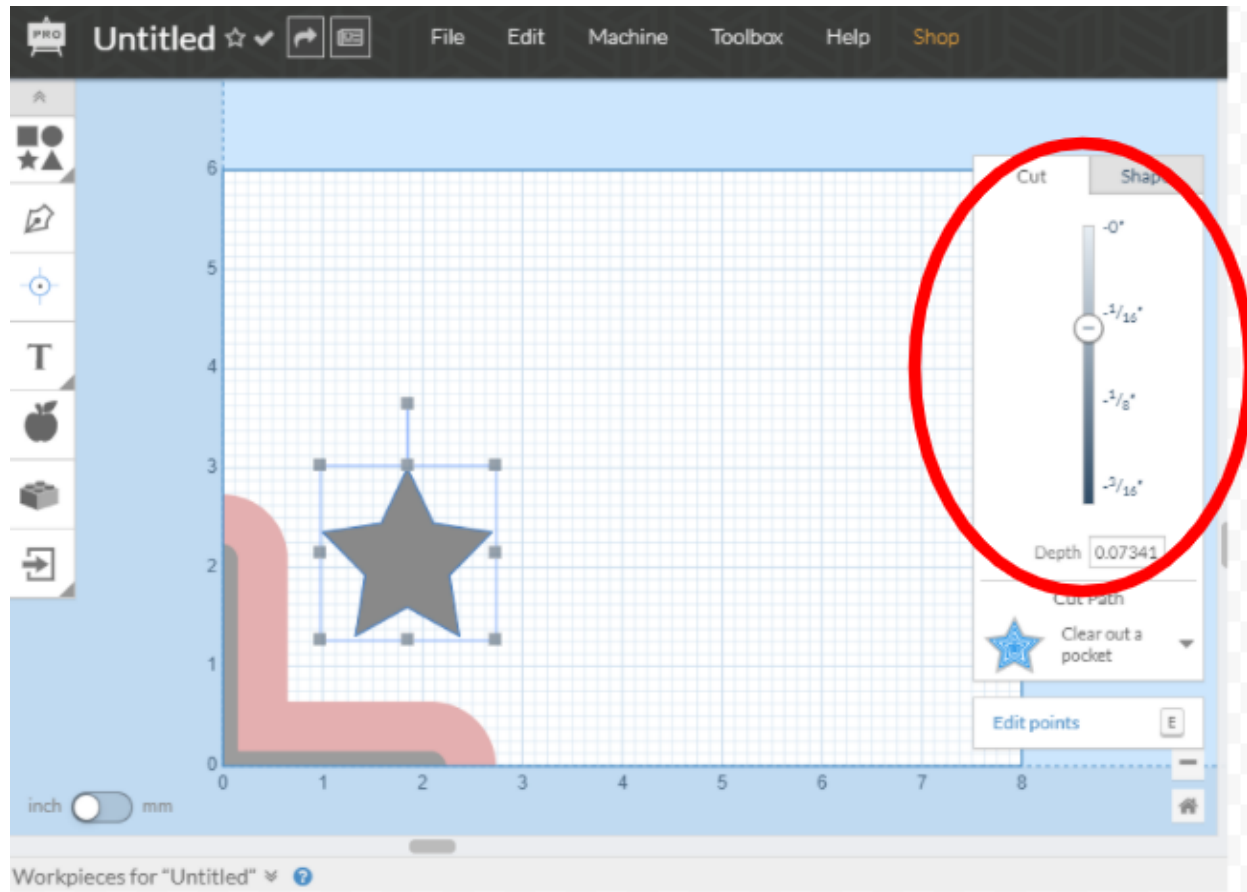 PRO Untitled File Edit Machine Toolbox Help Shop
Cut Shape
-0"
-1/16"
-1/8"
-3/16"
Depth 0.07341
Cut Path
Clear out a
pocket
Edit points E
T
6
5
4
3
2
1
0
0 1 2 3 4 5 6 7 8
inch mm
Workpieces for "Untitled" ?